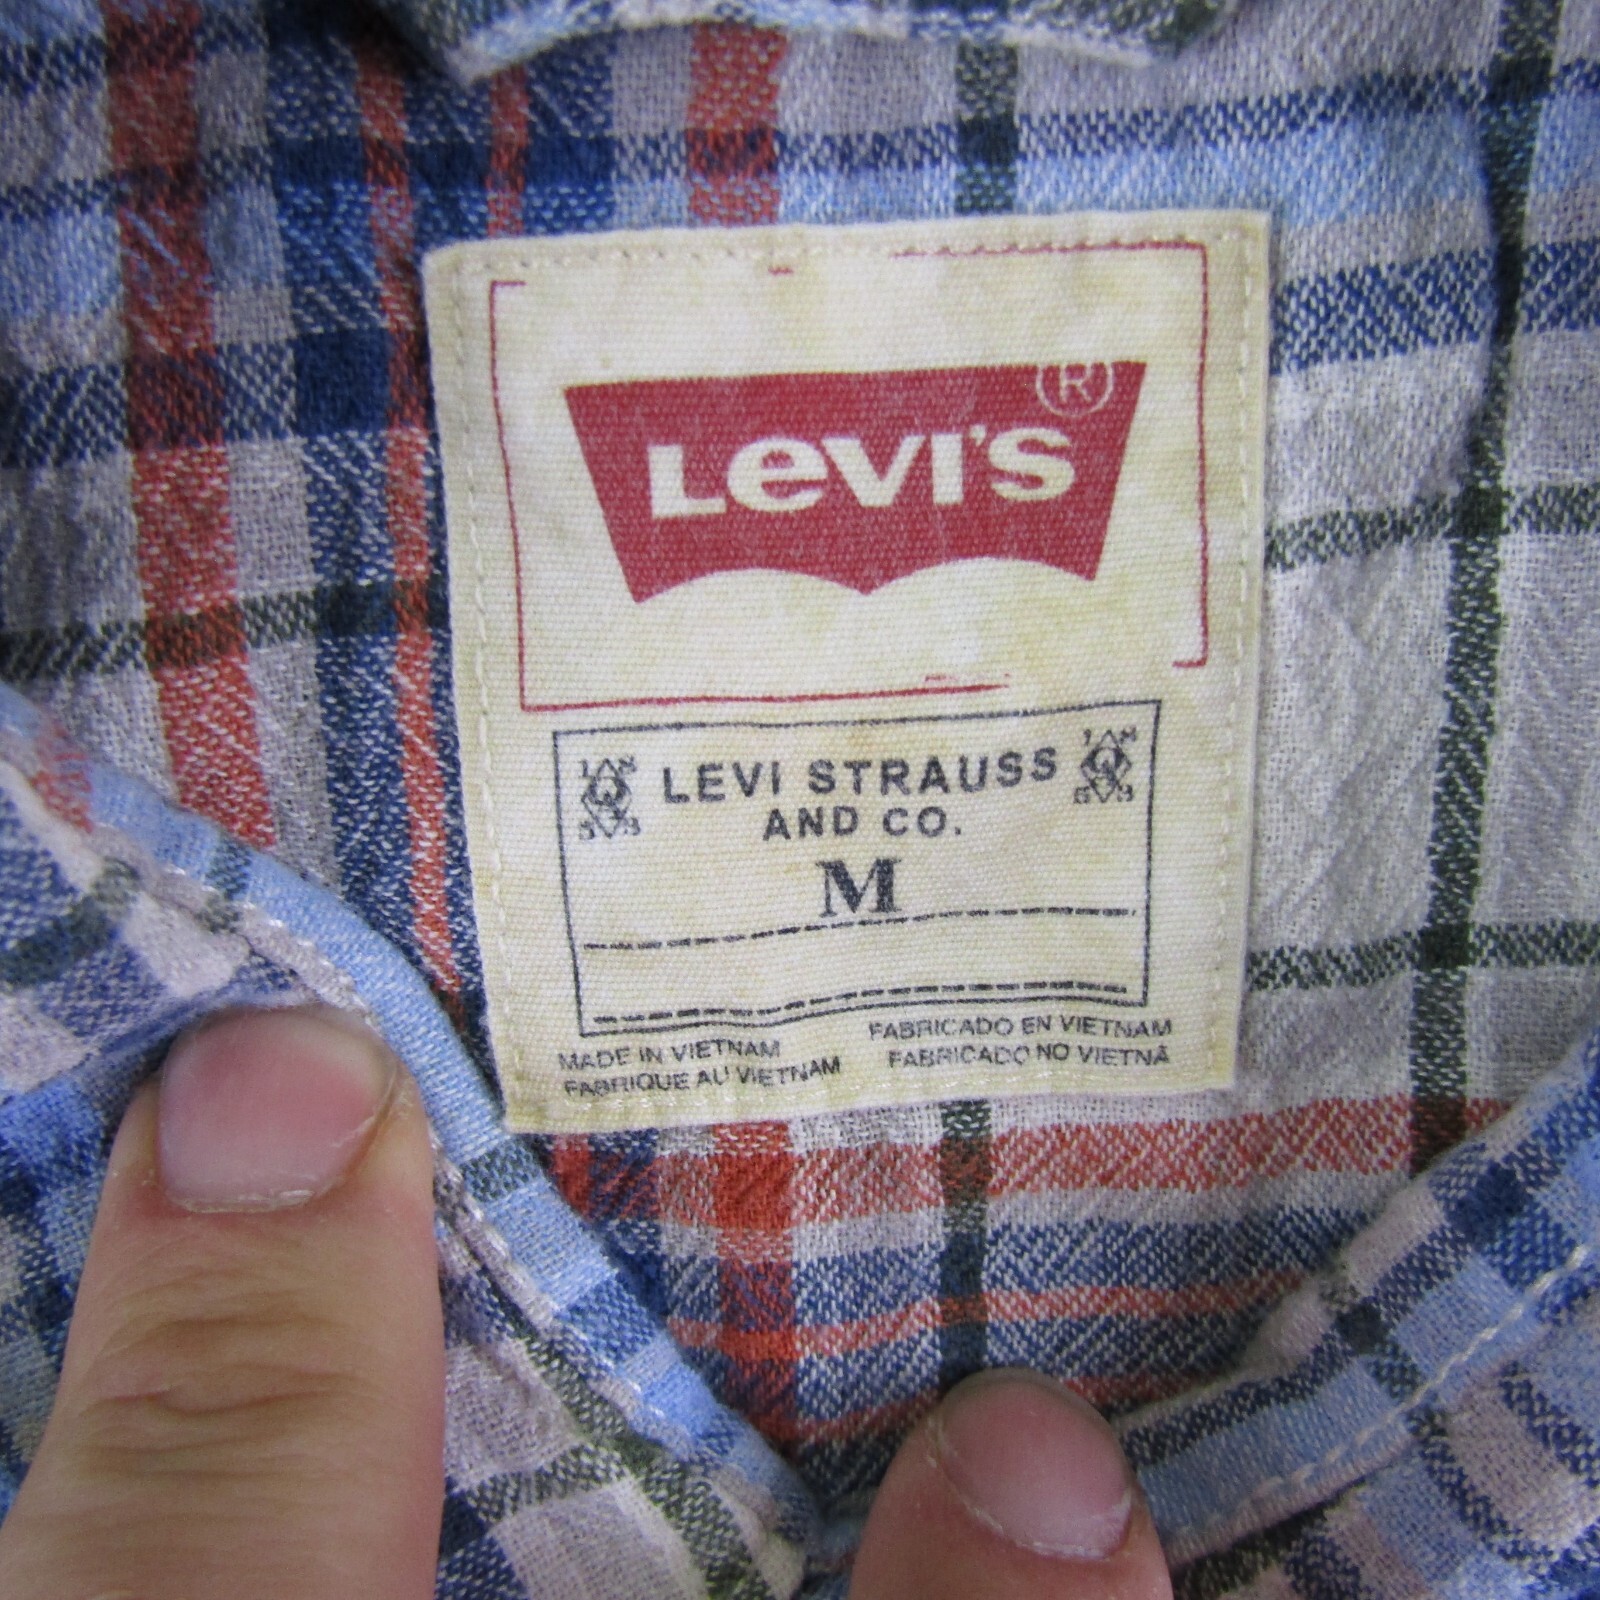 LEVI'S ®
LEVI STRAUSS
AND CO.
M
MADE IN VIETNAM
FABRIQUE AU VIETNAM
FABRICADO EN VIETNAM
FABRICADO NO VIETNÃ